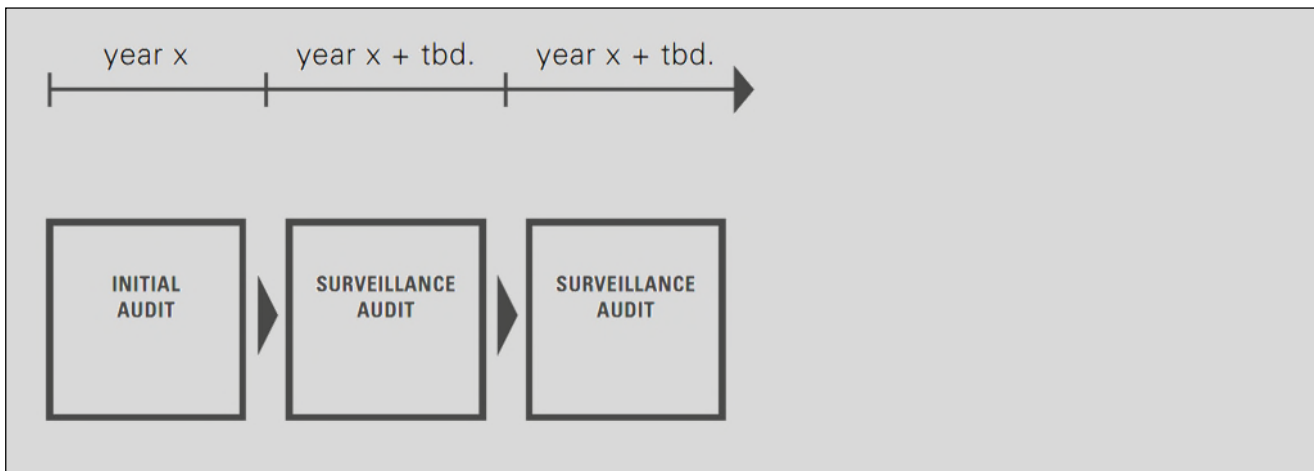 year x
year x + tbd.
year x + tbd.
INITIAL
AUDIT
SURVEILLANCE
AUDIT
SURVEILLANCE
AUDIT